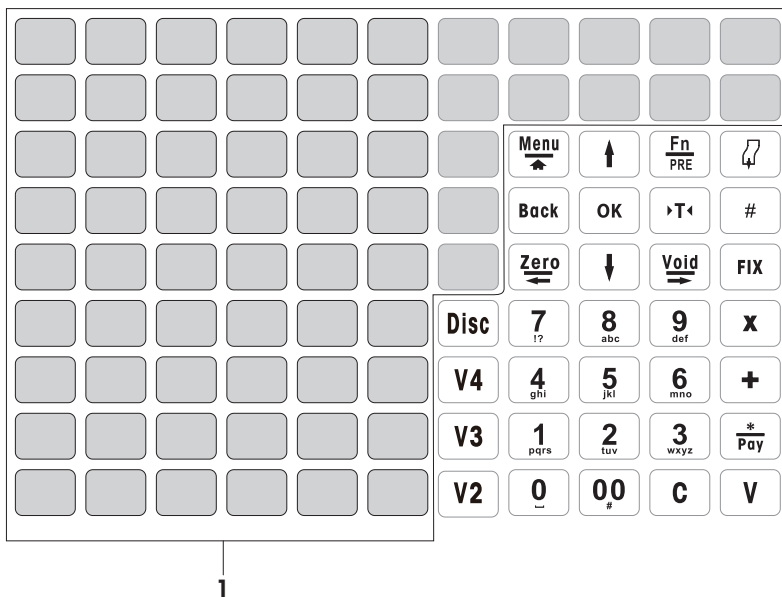 Menu Fn PRE
Back OK T #
Zero Void FIX
Disc 7 !? 8 abc 9 def x
V4 4 ghi 5 jkl 6 mno +
V3 1 pqrs 2 tuv 3 wxyz * Pay
V2 0 00 # C V
1